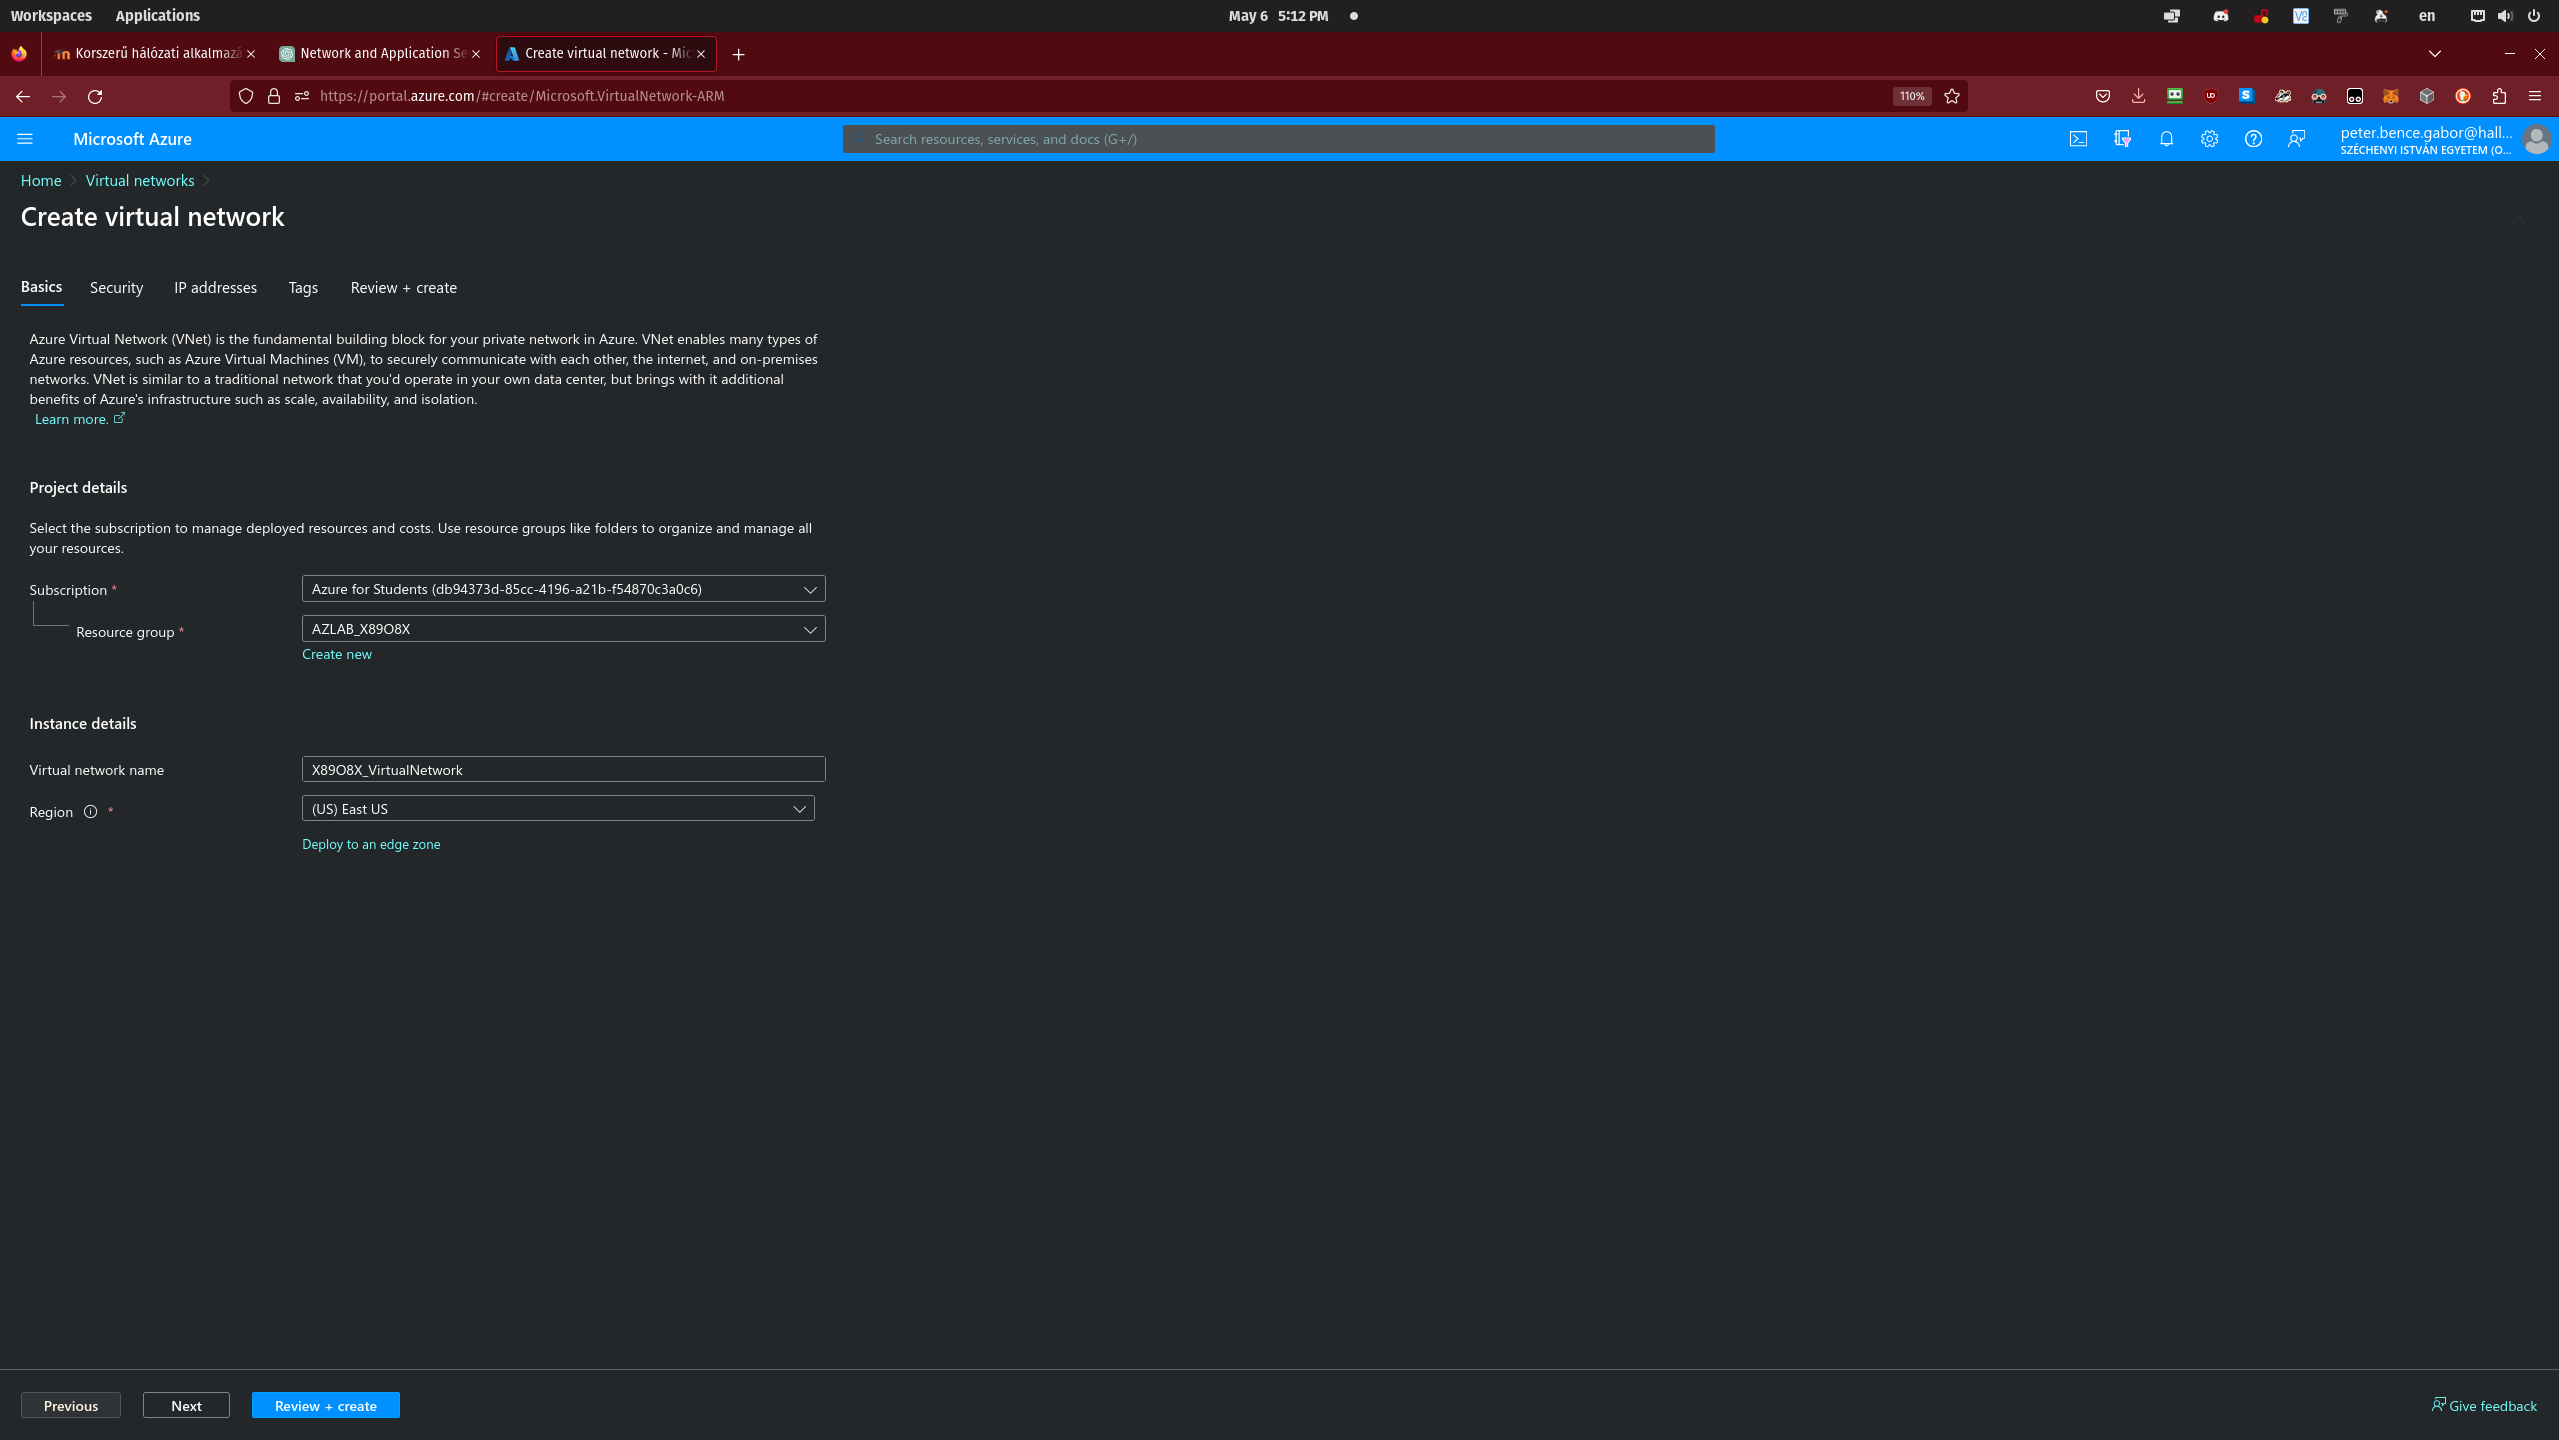 Workspaces Applications May 6 5:12 PM en
Korszerű hálózati alkalmazá Network and Application Se Create virtual network - Mic
https://portal.azure.com/#create/Microsoft.VirtualNetwork-ARM 110%
Microsoft Azure Search resources, services, and docs (G+/) peter.bence.gabor@hall...
SZÉCHENYI ISTVÁN EGYETEM (O...
Home Virtual networks
Create virtual network
Basics Security IP addresses Tags Review + create
Azure Virtual Network (VNet) is the fundamental building block for your private network in Azure. VNet enables many types of
Azure resources, such as Azure Virtual Machines (VM), to securely communicate with each other, the internet, and on-premises
networks. VNet is similar to a traditional network that you'd operate in your own data center, but brings with it additional
benefits of Azure's infrastructure such as scale, availability, and isolation.
Learn more.
Project details
Select the subscription to manage deployed resources and costs. Use resource groups like folders to organize and manage all
your resources.
Subscription * Azure for Students (db94373d-85cc-4196-a21b-f54870c3a0c6)
Resource group * AZLAB_X89O8X
Create new
Instance details
Virtual network name X89O8X_VirtualNetwork
Region * (US) East US
Deploy to an edge zone
Previous Next Review + create Give feedback